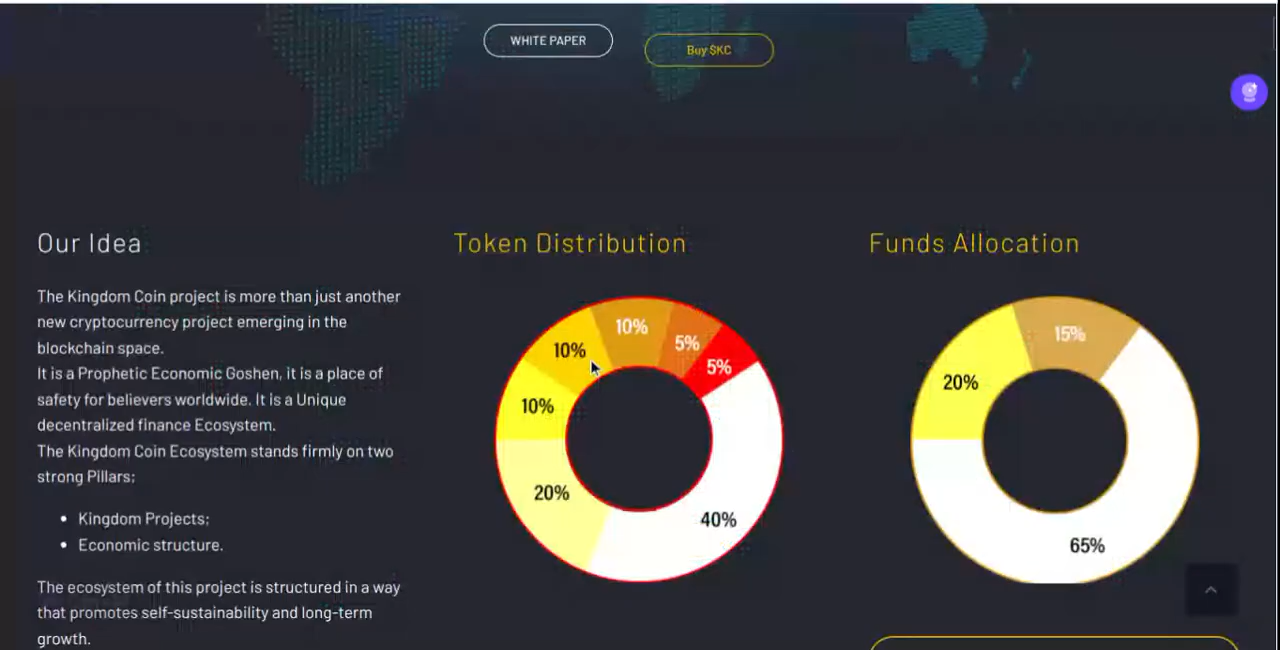 WHITE PAPER
Buy $KC
Our Idea
The Kingdom Coin project is more than just another
new cryptocurrency project emerging in the
blockchain space.
It is a Prophetic Economic Goshen, it is a place of
safety for believers worldwide. It is a Unique
decentralized finance Ecosystem.
The Kingdom Coin Ecosystem stands firmly on two
strong Pillars;
• Kingdom Projects;
• Economic structure.
The ecosystem of this project is structured in a way
that promotes self-sustainability and long-term
growth.
Token Distribution
10%
5%
10%
5%
10%
20%
40%
Funds Allocation
15%
20%
65%